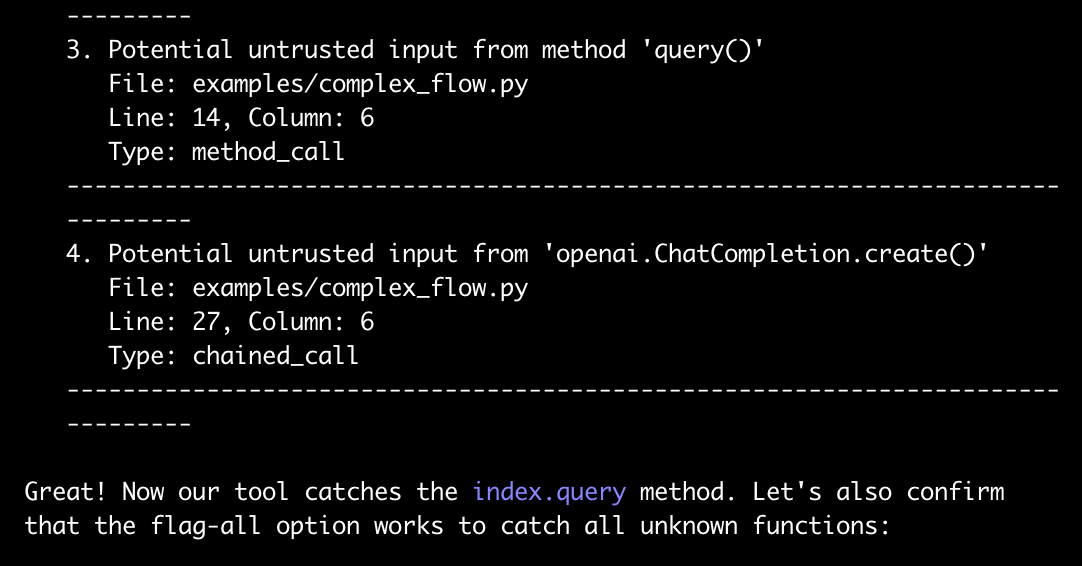 ---------
3. Potential untrusted input from method 'query()'
File: examples/complex_flow.py
Line: 14, Column: 6
Type: method_call
-----------------------------------------------------------------------
---------
4. Potential untrusted input from 'openai.ChatCompletion.create()'
File: examples/complex_flow.py
Line: 27, Column: 6
Type: chained_call
-----------------------------------------------------------------------
---------
Great! Now our tool catches the index.query method. Let's also confirm
that the flag-all option works to catch all unknown functions: